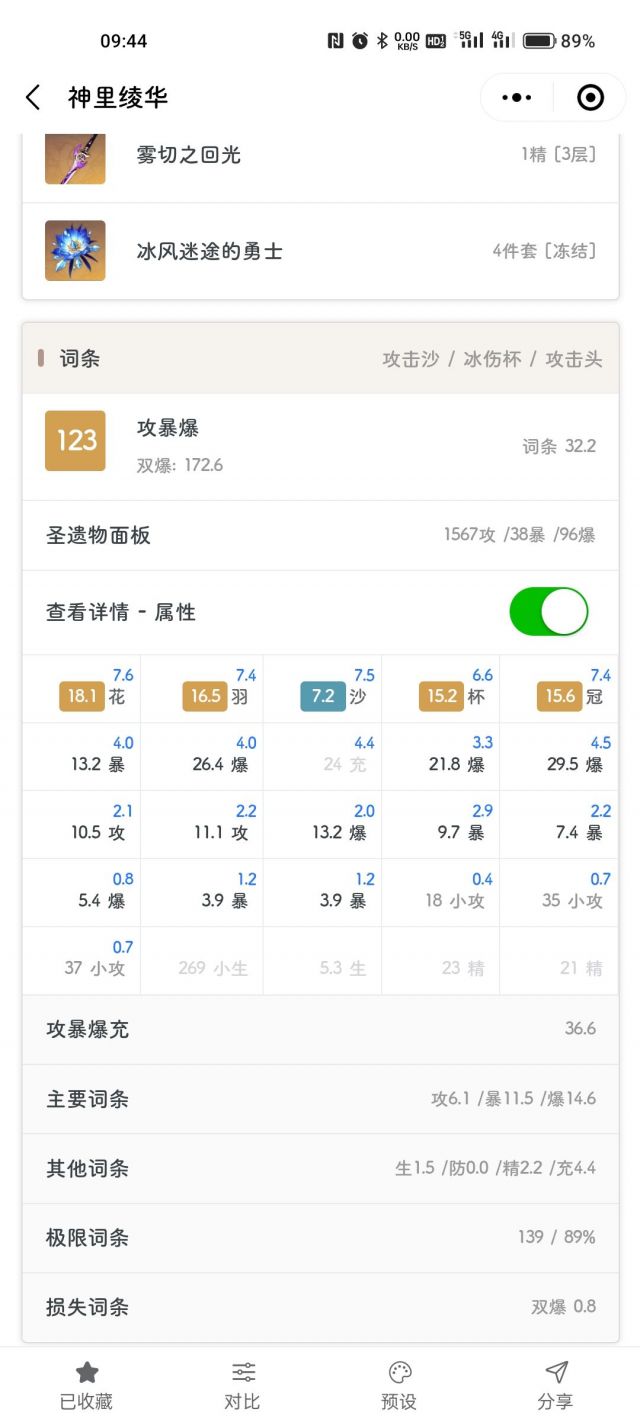 09:44 0.00 KB/S HD2 5G 4G 89%
神里绫华
雾切之回光 1精 [3层]
冰风迷途的勇士 4件套 [冻结]
词条 攻击沙 / 冰伤杯 / 攻击头
123 攻暴爆
双爆: 172.6 词条 32.2
圣遗物面板 1567攻 /38暴 /96爆
查看详情 - 属性
7.6 7.4 7.5 6.6 7.4
18.1 花 16.5 羽 7.2 沙 15.2 杯 15.6 冠
4.0 4.0 4.4 3.3 4.5
13.2 暴 26.4 爆 24 充 21.8 爆 29.5 爆
2.1 2.2 2.0 2.9 2.2
10.5 攻 11.1 攻 13.2 爆 9.7 暴 7.4 暴
0.8 1.2 1.2 0.4 0.7
5.4 爆 3.9 暴 3.9 暴 18 小攻 35 小攻
0.7
37 小攻 269 小生 5.3 生 23 精 21 精
攻暴爆充 36.6
主要词条 攻6.1 /暴11.5 /爆14.6
其他词条 生1.5 /防0.0 /精2.2 /充4.4
极限词条 139 / 89%
损失词条 双爆 0.8
已收藏 对比 预设 分享